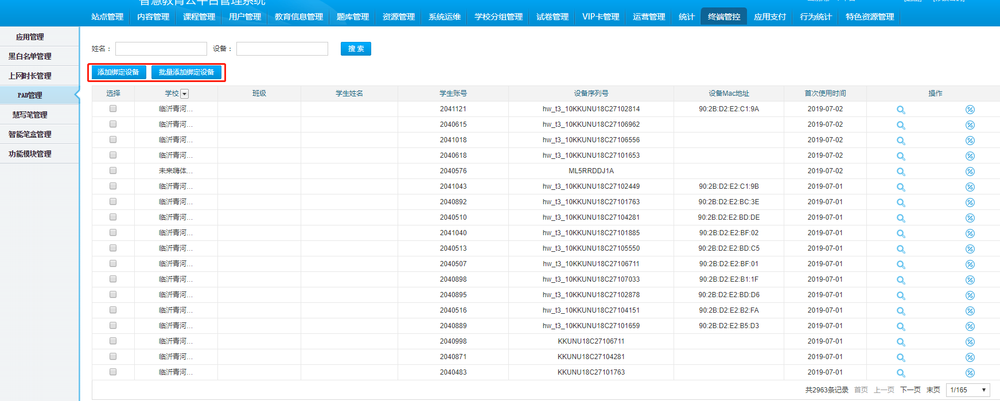 智慧教育云平台管理系统
站点管理 内容管理 课程管理 用户管理 教育信息管理 题库管理 资源管理 系统运维 学校分组管理 试卷管理 VIP卡管理 运营管理 统计 终端管控 应用支付 行为统计 特色资源管理
应用管理
黑白名单管理
上网时长管理
PAD管理
慧写笔管理
智能笔盒管理
功能模块管理
姓名： 设备： 搜 索
添加绑定设备 批量添加绑定设备
选择 学校 班级 学生姓名 学生账号 设备序列号 设备Mac地址 首次使用时间 操作
临沂青河... 2041121 hw_t3_10KKUNU18C27102814 90:2B:D2:E2:C1:9A 2019-07-02
临沂青河... 2040615 hw_t3_10KKUNU18C27106962 2019-07-02
临沂青河... 2041018 hw_t3_10KKUNU18C27106556 2019-07-02
临沂青河... 2040618 hw_t3_10KKUNU18C27101653 2019-07-02
未来嗨体... 2040576 ML5RRDDJ1A 2019-07-02
临沂青河... 2041043 hw_t3_10KKUNU18C27102449 90:2B:D2:E2:C1:9B 2019-07-01
临沂青河... 2040892 hw_t3_10KKUNU18C27101763 90:2B:D2:E2:BC:3E 2019-07-01
临沂青河... 2040510 hw_t3_10KKUNU18C27104281 90:2B:D2:E2:BD:DE 2019-07-01
临沂青河... 2041040 hw_t3_10KKUNU18C27101885 90:2B:D2:E2:BF:02 2019-07-01
临沂青河... 2040513 hw_t3_10KKUNU18C27105550 90:2B:D2:E2:BD:C5 2019-07-01
临沂青河... 2040507 hw_t3_10KKUNU18C27106711 90:2B:D2:E2:BF:01 2019-07-01
临沂青河... 2040898 hw_t3_10KKUNU18C27107033 90:2B:D2:E2:B1:1F 2019-07-01
临沂青河... 2040895 hw_t3_10KKUNU18C27102878 90:2B:D2:E2:BD:D6 2019-07-01
临沂青河... 2040516 hw_t3_10KKUNU18C27104151 90:2B:D2:E2:B2:FA 2019-07-01
临沂青河... 2040889 hw_t3_10KKUNU18C27101659 90:2B:D2:E2:B5:D3 2019-07-01
临沂青河... 2040998 KKUNU18C27106711 2019-07-01
临沂青河... 2040871 KKUNU18C27104281 2019-07-01
临沂青河... 2040483 KKUNU18C27101763 2019-07-01
共2963条记录 首页 上一页 下一页 末页 1/165